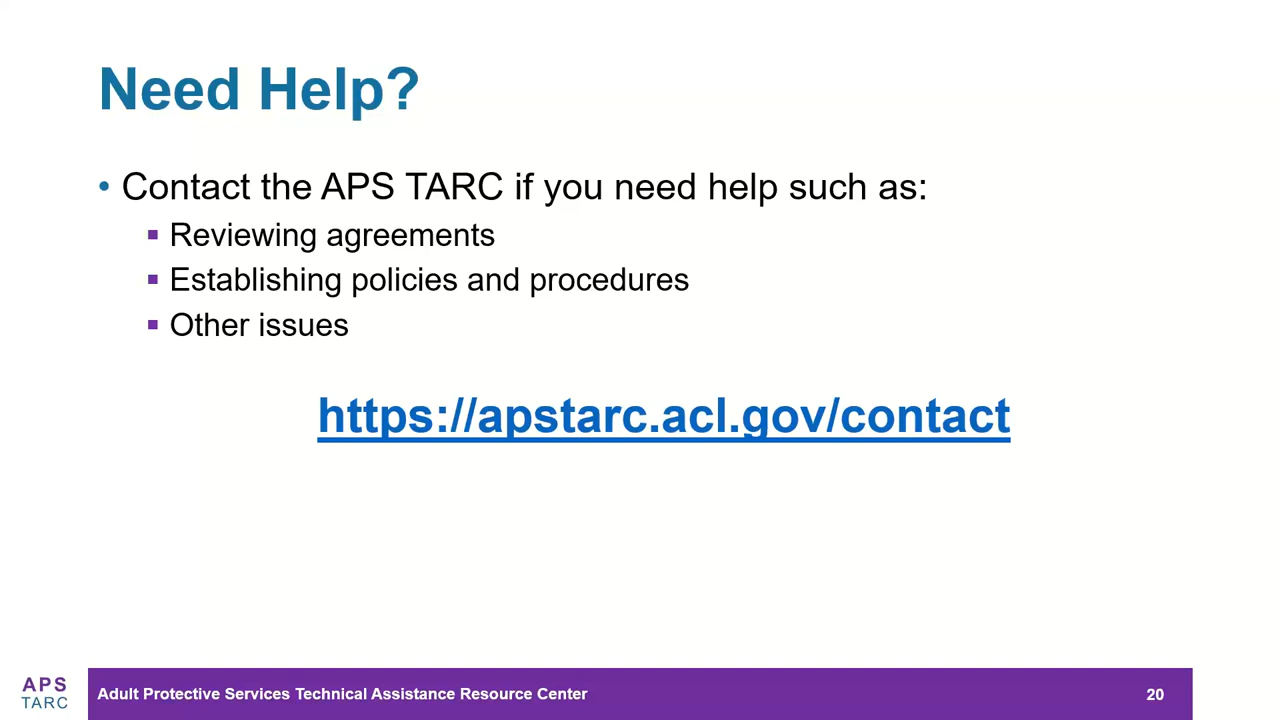 Need Help?
• Contact the APS TARC if you need help such as:
▪ Reviewing agreements
▪ Establishing policies and procedures
▪ Other issues
https://apstarc.acl.gov/contact
APS
TARC
Adult Protective Services Technical Assistance Resource Center
20